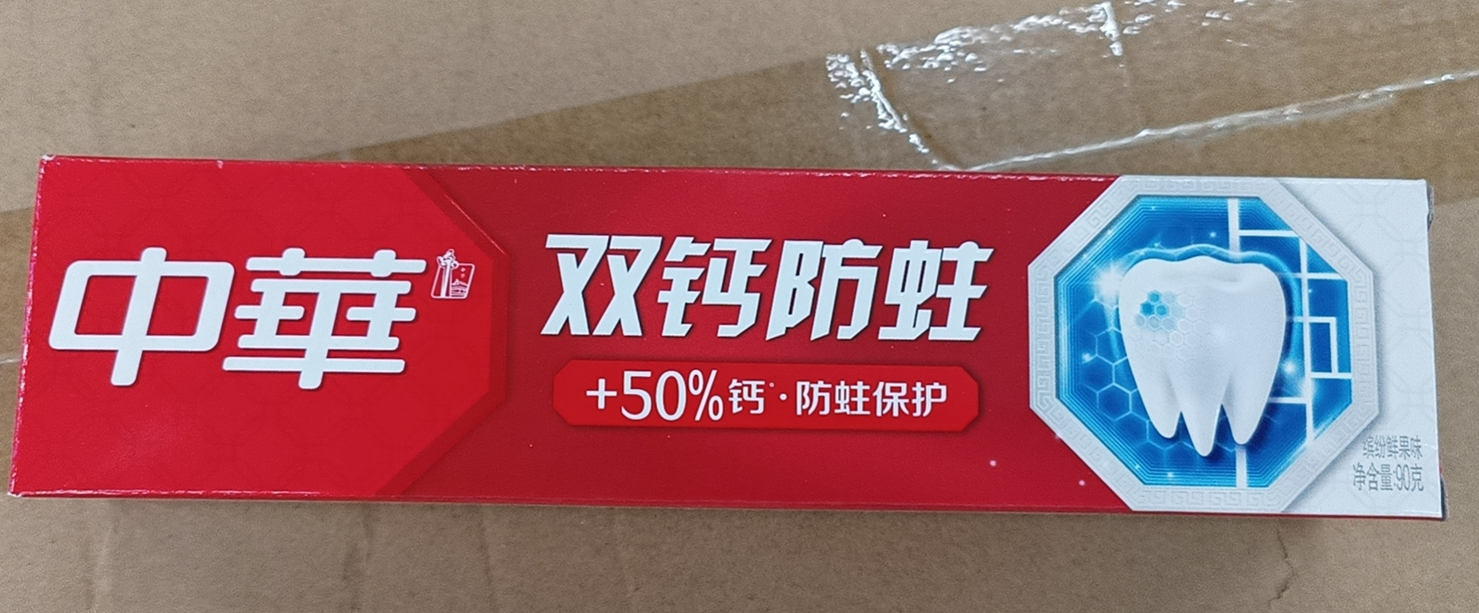 中華
双钙防蛀
+50%钙*·防蛀保护
缤纷鲜果味
净含量:90克